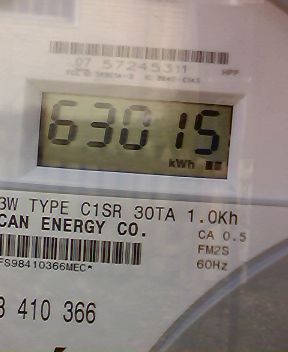 07 57245311
HPP
63015
kWh
3W TYPE C1SR 30TA 1.0Kh
CAN ENERGY CO.
CA 0.5
FM2S
FS98410366MEC*
60Hz
3 410 366